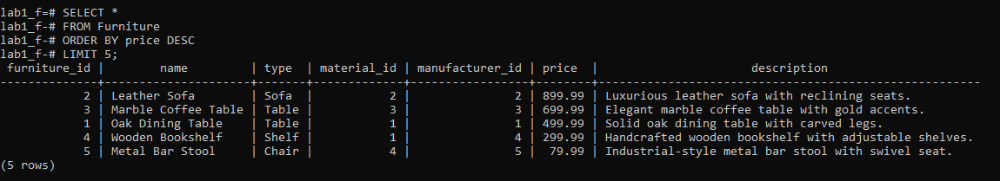 lab1_f=# SELECT *
lab1_f-# FROM Furniture
lab1_f-# ORDER BY price DESC
lab1_f-# LIMIT 5;
 furniture_id |        name         | type  | material_id | manufacturer_id | price  |                      description
--------------+---------------------+-------+-------------+-----------------+--------+-------------------------------------------------------
            2 | Leather Sofa        | Sofa  |           2 |               2 | 899.99 | Luxurious leather sofa with reclining seats.
            3 | Marble Coffee Table | Table |           3 |               3 | 699.99 | Elegant marble coffee table with gold accents.
            1 | Oak Dining Table    | Table |           1 |               1 | 499.99 | Solid oak dining table with carved legs.
            4 | Wooden Bookshelf    | Shelf |           1 |               4 | 299.99 | Handcrafted wooden bookshelf with adjustable shelves.
            5 | Metal Bar Stool     | Chair |           4 |               5 |  79.99 | Industrial-style metal bar stool with swivel seat.
(5 rows)